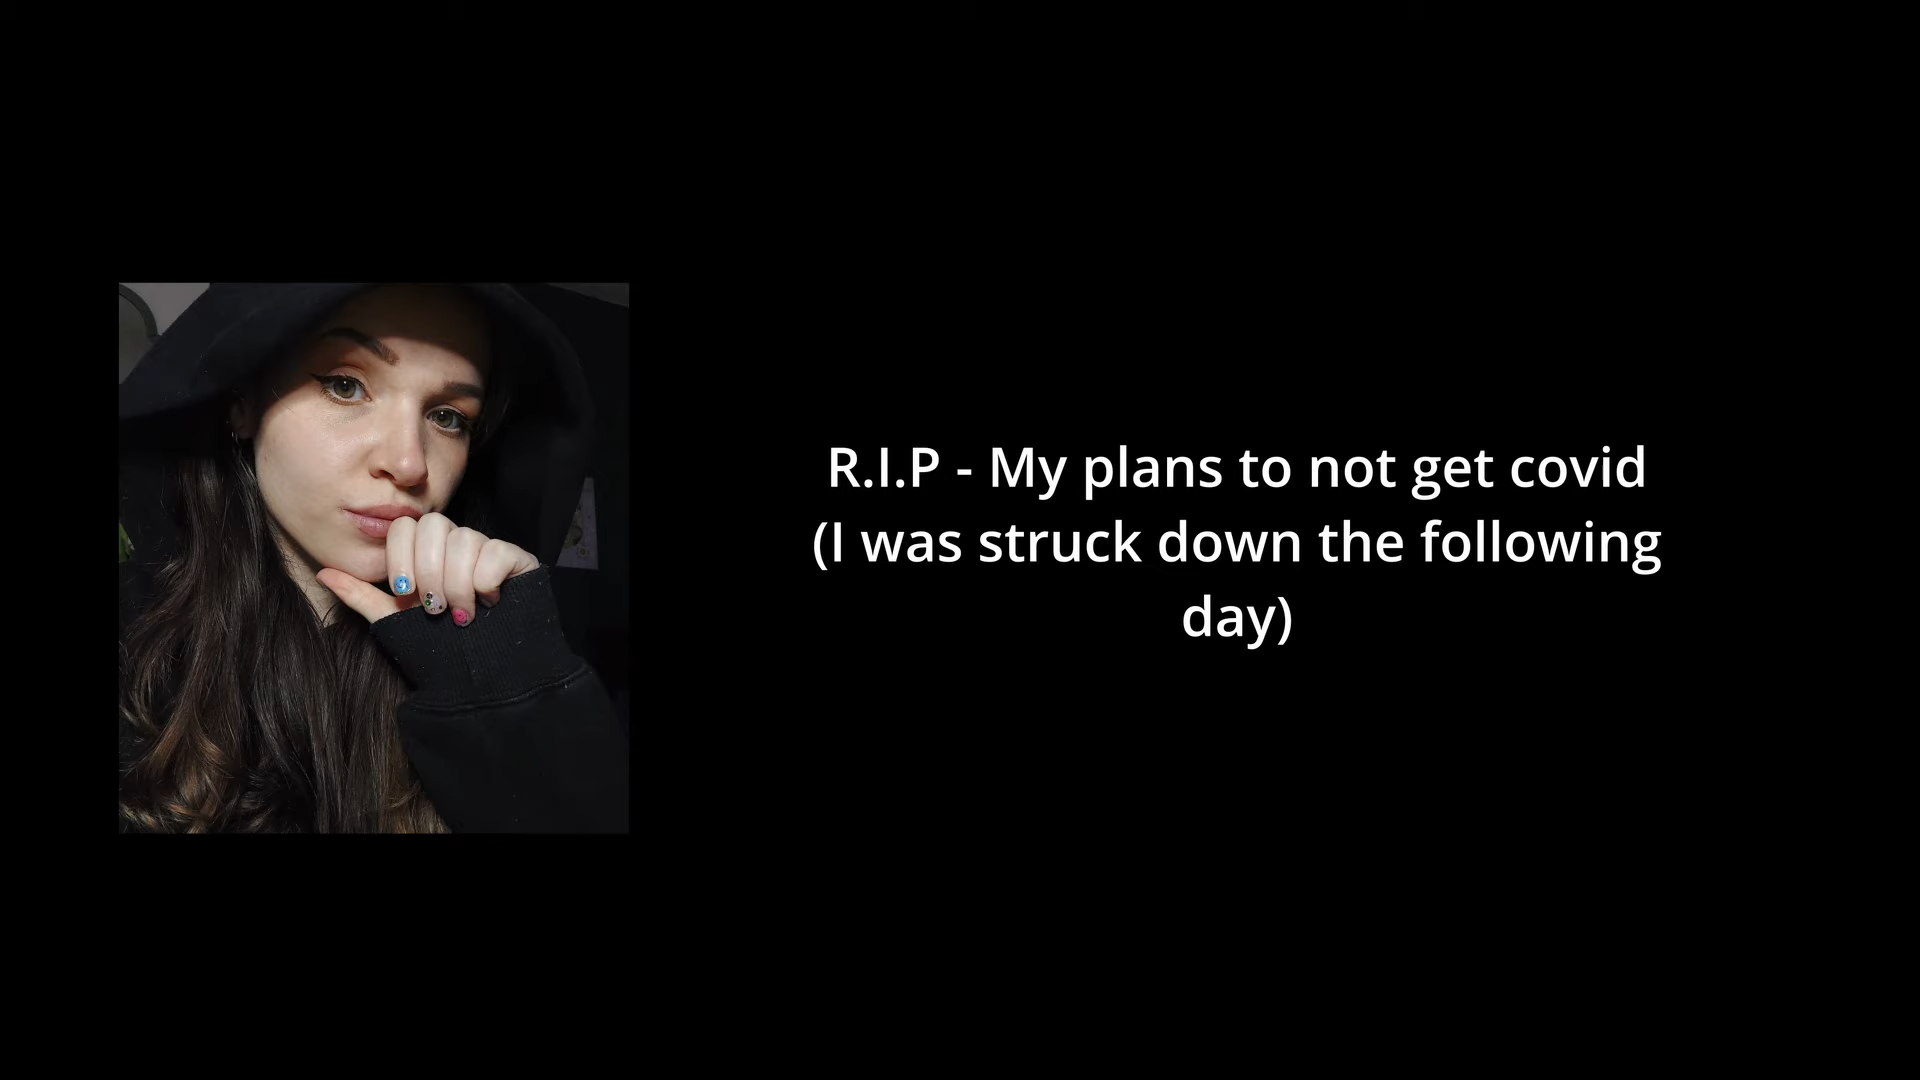 R.I.P - My plans to not get covid
(I was struck down the following
day)